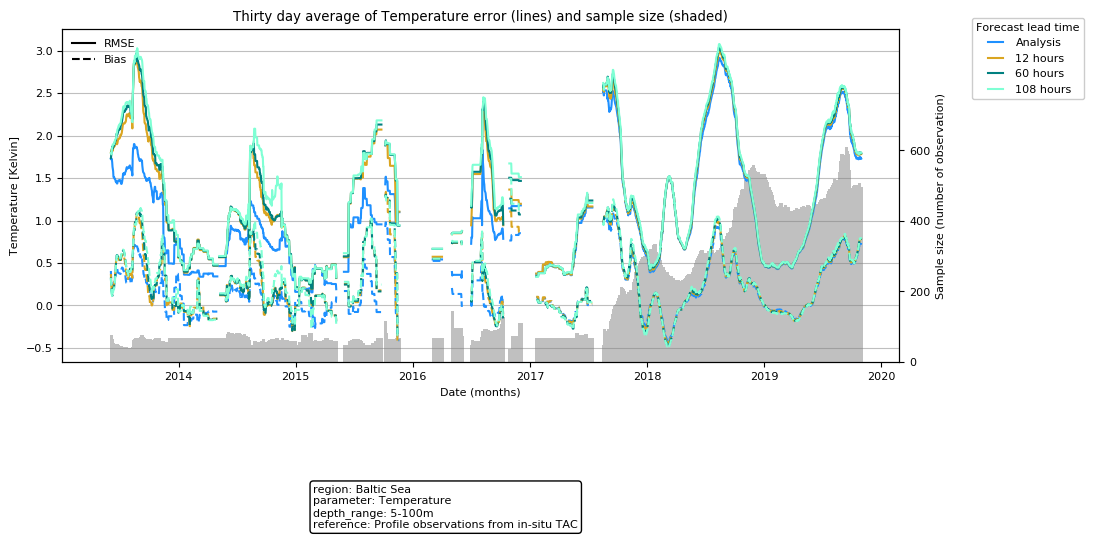 Thirty day average of Temperature error (lines) and sample size (shaded)
Forecast lead time
Analysis
12 hours
60 hours
108 hours
RMSE
Bias
Temperature [Kelvin]
3.0
2.5
2.0
1.5
1.0
0.5
0.0
−0.5
Sample size (number of observation)
600
400
200
0
2014 2015 2016 2017 2018 2019 2020
Date (months)
region: Baltic Sea
parameter: Temperature
depth_range: 5-100m
reference: Profile observations from in-situ TAC